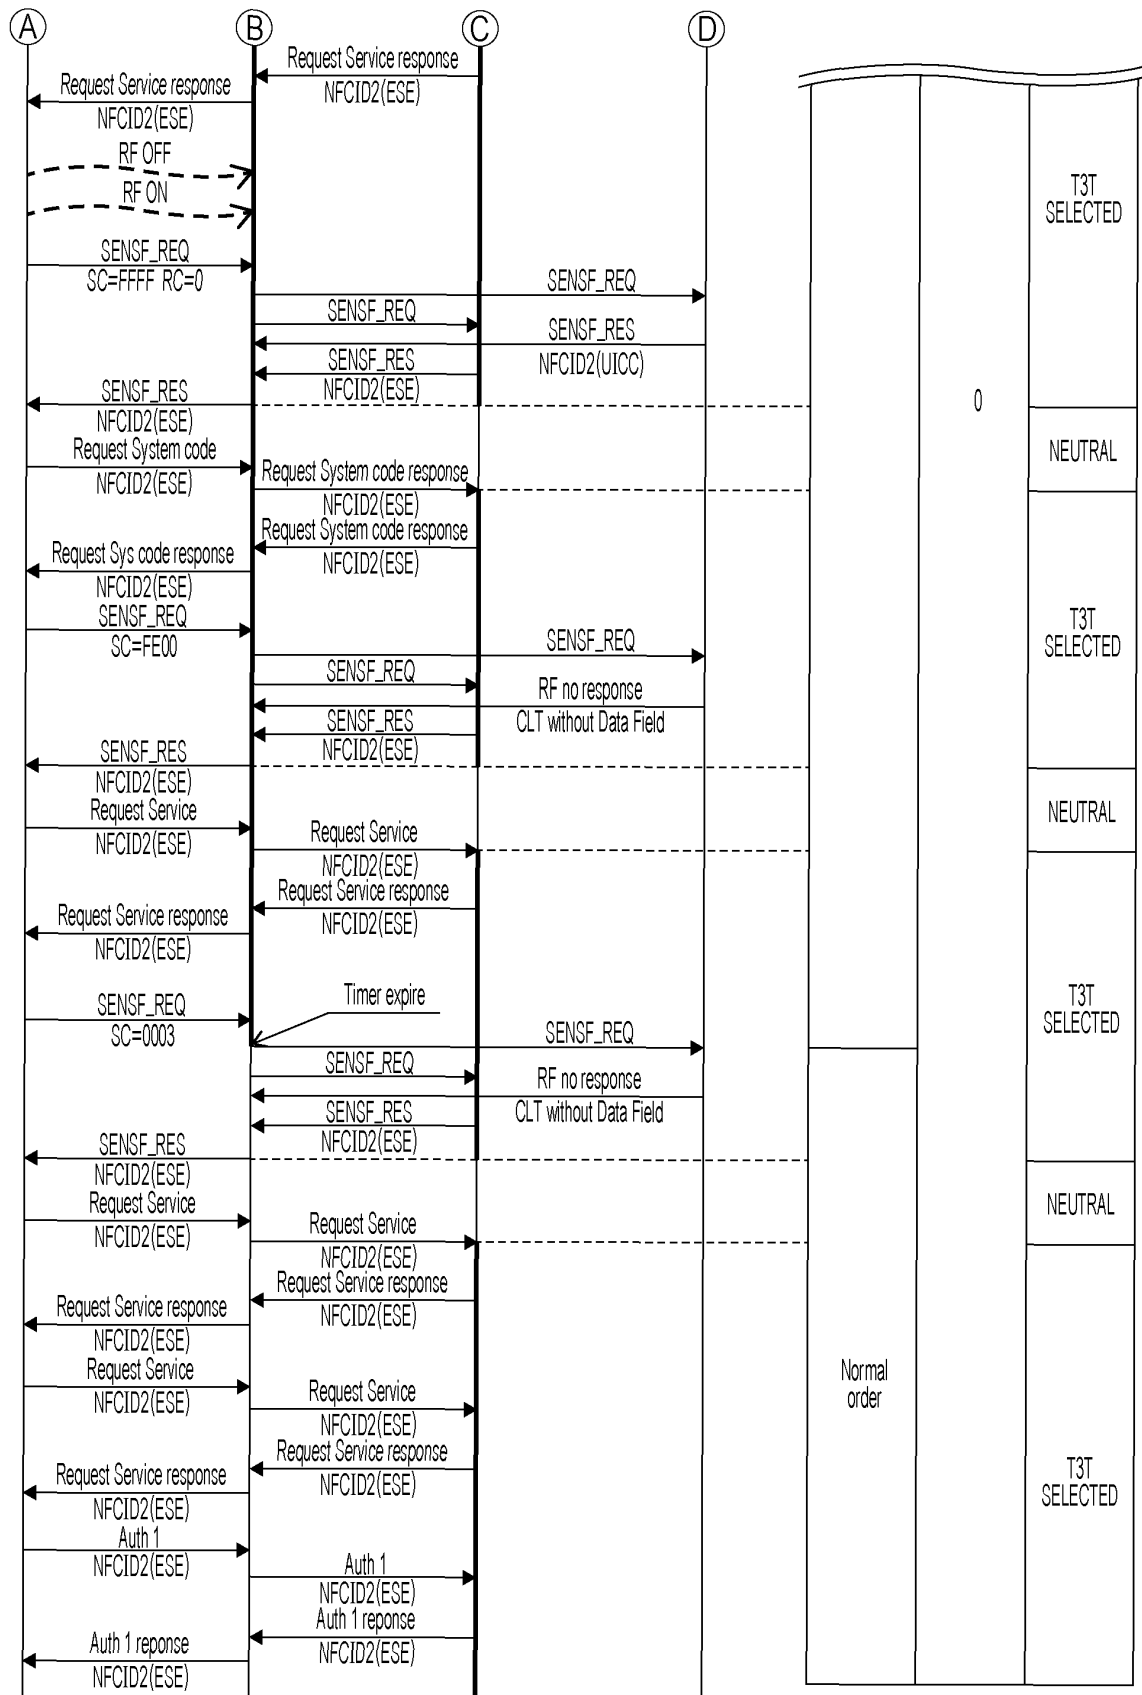 A
B
C
D
Request Service response
NFCID2(ESE)
Request Service response
NFCID2(ESE)
RF OFF
RF ON
T3T
SELECTED
SENSF_REQ
SC=FFFF RC=0
SENSF_REQ
SENSF_REQ
SENSF_RES
NFCID2(UICC)
SENSF_RES
NFCID2(ESE)
SENSF_RES
NFCID2(ESE)
0
Request System code
NFCID2(ESE)
NEUTRAL
Request System code response
NFCID2(ESE)
Request System code response
NFCID2(ESE)
Request Sys code response
NFCID2(ESE)
SENSF_REQ
SC=FE00
T3T
SELECTED
SENSF_REQ
SENSF_REQ
RF no response
CLT without Data Field
SENSF_RES
NFCID2(ESE)
SENSF_RES
NFCID2(ESE)
Request Service
NFCID2(ESE)
NEUTRAL
Request Service
NFCID2(ESE)
Request Service response
NFCID2(ESE)
Request Service response
NFCID2(ESE)
Timer expire
SENSF_REQ
SC=0003
T3T
SELECTED
SENSF_REQ
SENSF_REQ
RF no response
CLT without Data Field
SENSF_RES
NFCID2(ESE)
SENSF_RES
NFCID2(ESE)
Request Service
NFCID2(ESE)
NEUTRAL
Request Service
NFCID2(ESE)
Request Service response
NFCID2(ESE)
Request Service response
NFCID2(ESE)
Request Service
NFCID2(ESE)
Normal
order
Request Service
NFCID2(ESE)
Request Service response
NFCID2(ESE)
Request Service response
NFCID2(ESE)
T3T
SELECTED
Auth 1
NFCID2(ESE)
Auth 1
NFCID2(ESE)
Auth 1 reponse
NFCID2(ESE)
Auth 1 reponse
NFCID2(ESE)